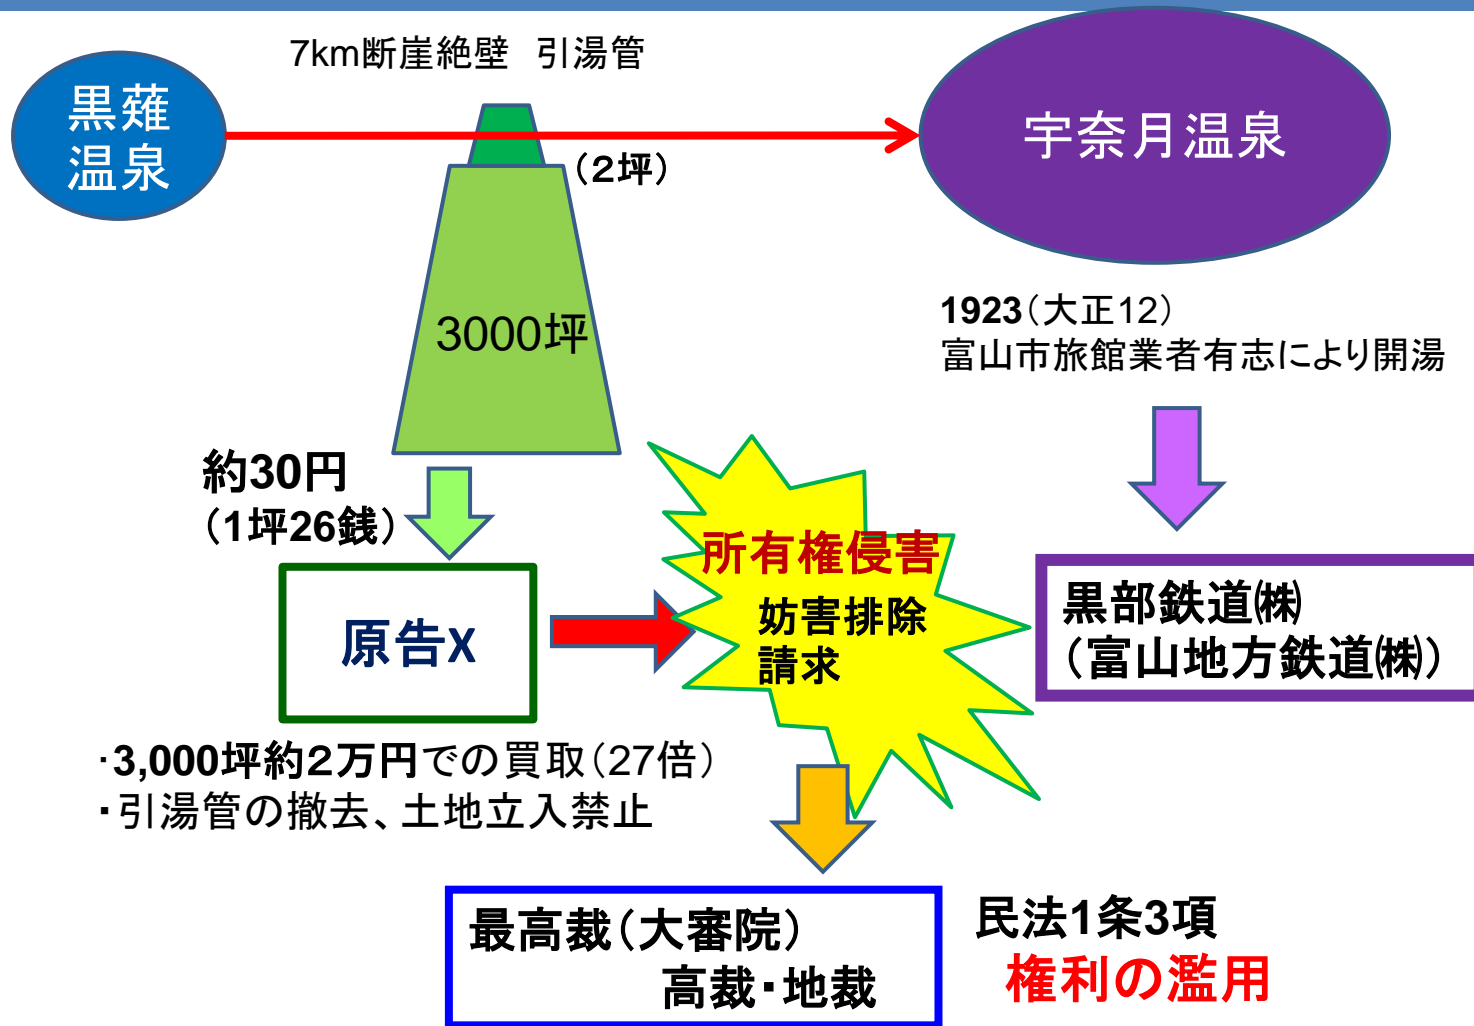 7km断崖絶壁　引湯管
黒薙
温泉
宇奈月温泉
（２坪）
3000坪
1923（大正12）
富山市旅館業者有志により開湯
約30円
（1坪26銭）
所有権侵害
妨害排除
請求
黒部鉄道㈱
（富山地方鉄道㈱）
原告X
・3,000坪約２万円での買取（27倍）
・引湯管の撤去、土地立入禁止
最高裁（大審院）
高裁・地裁
民法1条3項
権利の濫用